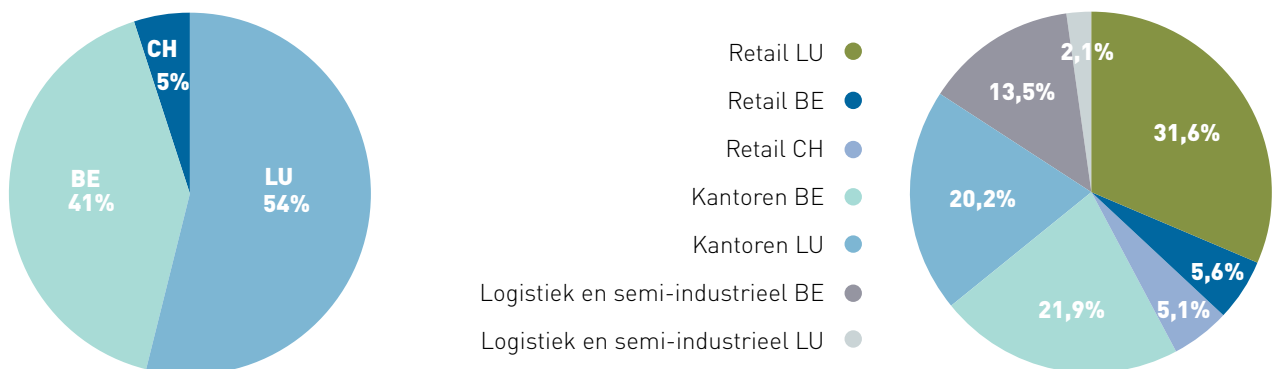 CH
5%
BE
41%
LU
54%
Retail LU
Retail BE
Retail CH
Kantoren BE
Kantoren LU
Logistiek en semi-industrieel BE
Logistiek en semi-industrieel LU
2,1%
13,5%
31,6%
20,2%
5,6%
21,9%
5,1%